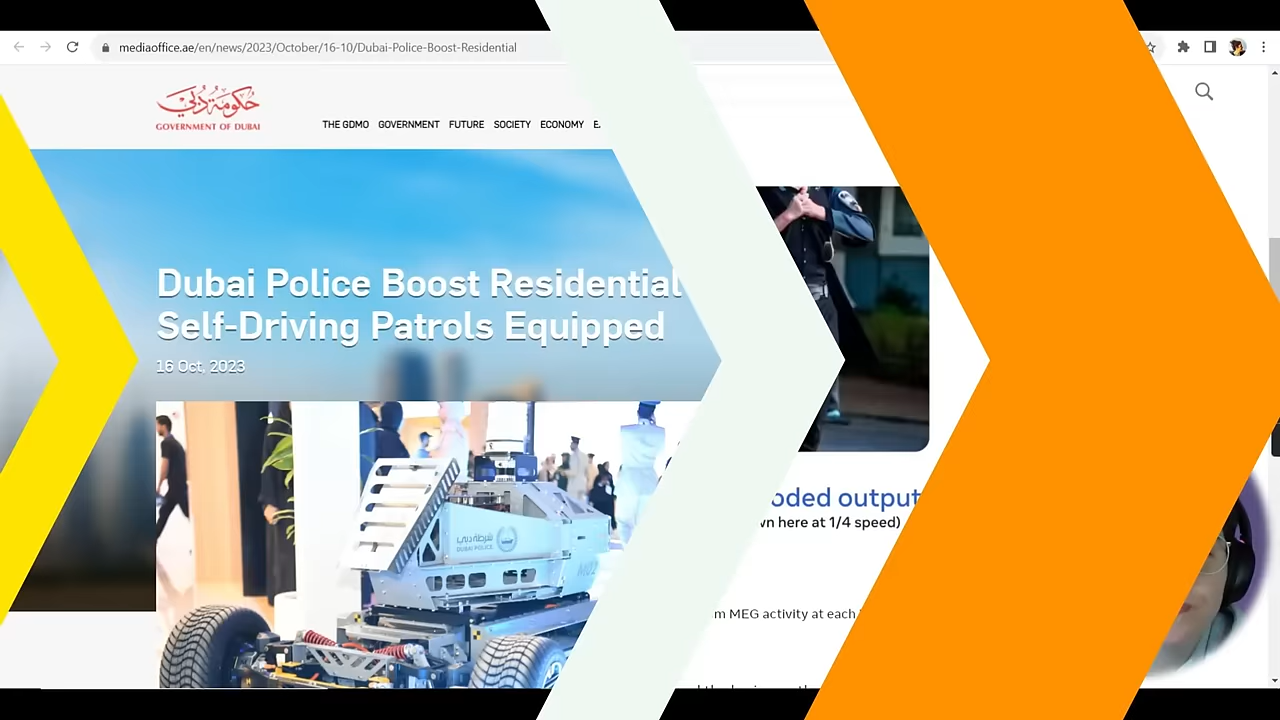 mediaoffice.ae/en/news/2023/October/16-10/Dubai-Police-Boost-Residential
حكومة دبي
GOVERNMENT OF DUBAI
THE GDMO GOVERNMENT FUTURE SOCIETY ECONOMY
Dubai Police Boost Residential
Self-Driving Patrols Equipped
16 Oct, 2023
شرطة دبي
DUBAI POLICE
oded output
wn here at 1/4 speed)
m MEG activity at each